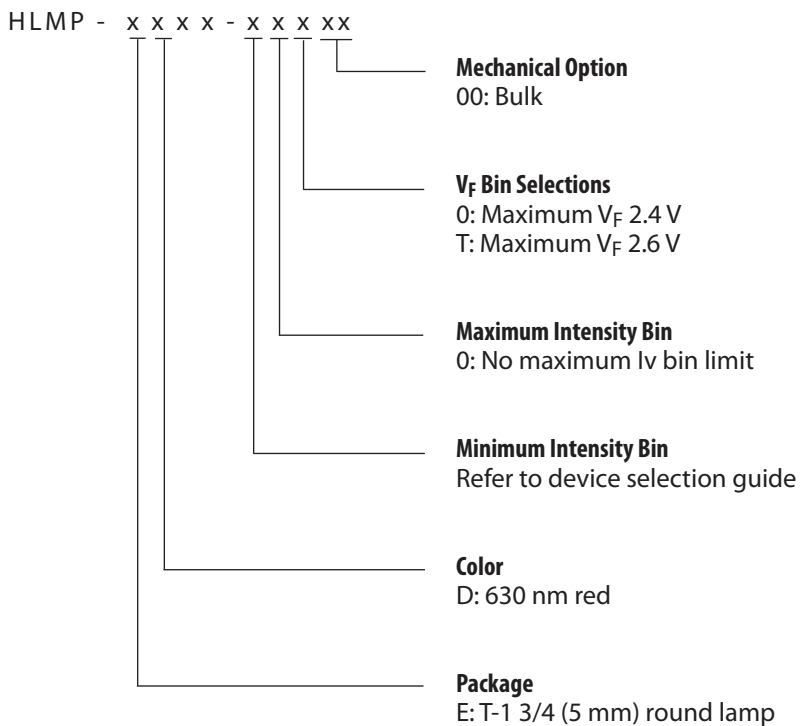 HLMP - x x x x - x x x xx
Mechanical Option
00: Bulk
VF Bin Selections
0: Maximum VF 2.4 V
T: Maximum VF 2.6 V
Maximum Intensity Bin
0: No maximum Iv bin limit
Minimum Intensity Bin
Refer to device selection guide
Color
D: 630 nm red
Package
E: T-1 3/4 (5 mm) round lamp